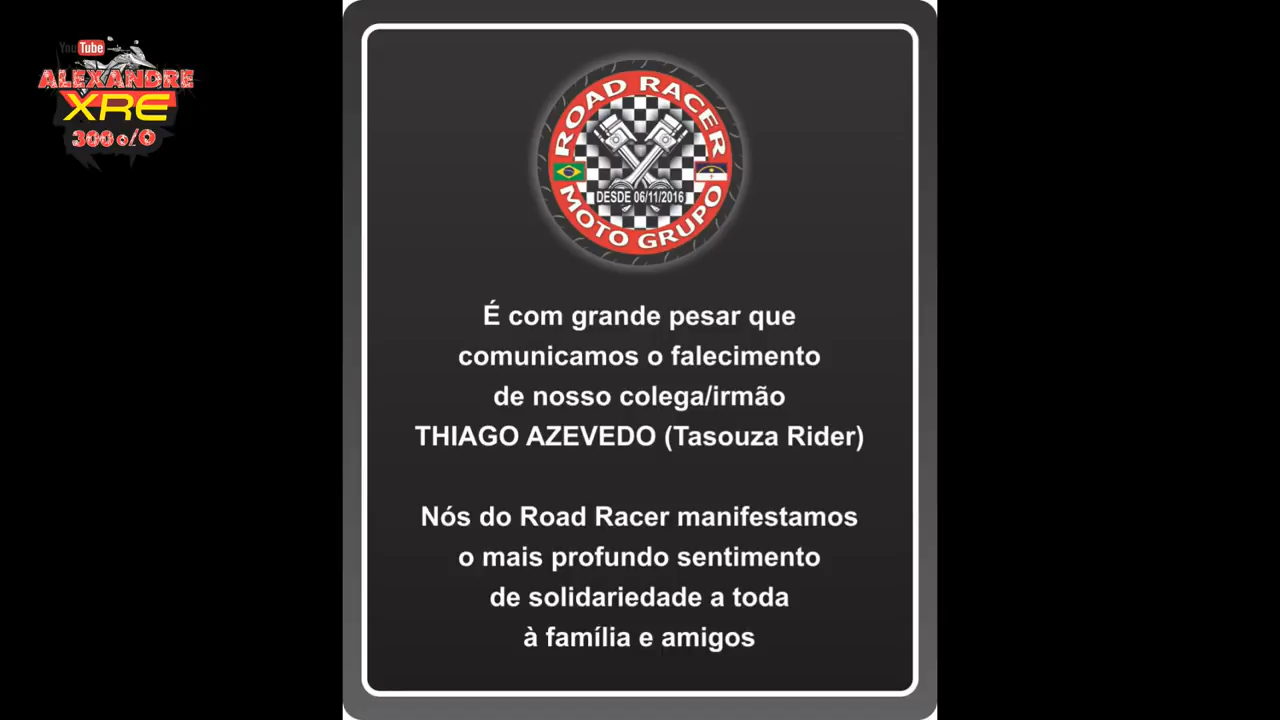 You Tube
ALEXANDRE
XRE
300 o/O
ROAD RACER
DESDE 06/11/2016
MOTO GRUPO
É com grande pesar que
comunicamos o falecimento
de nosso colega/irmão
THIAGO AZEVEDO (Tasouza Rider)
Nós do Road Racer manifestamos
o mais profundo sentimento
de solidariedade a toda
à família e amigos